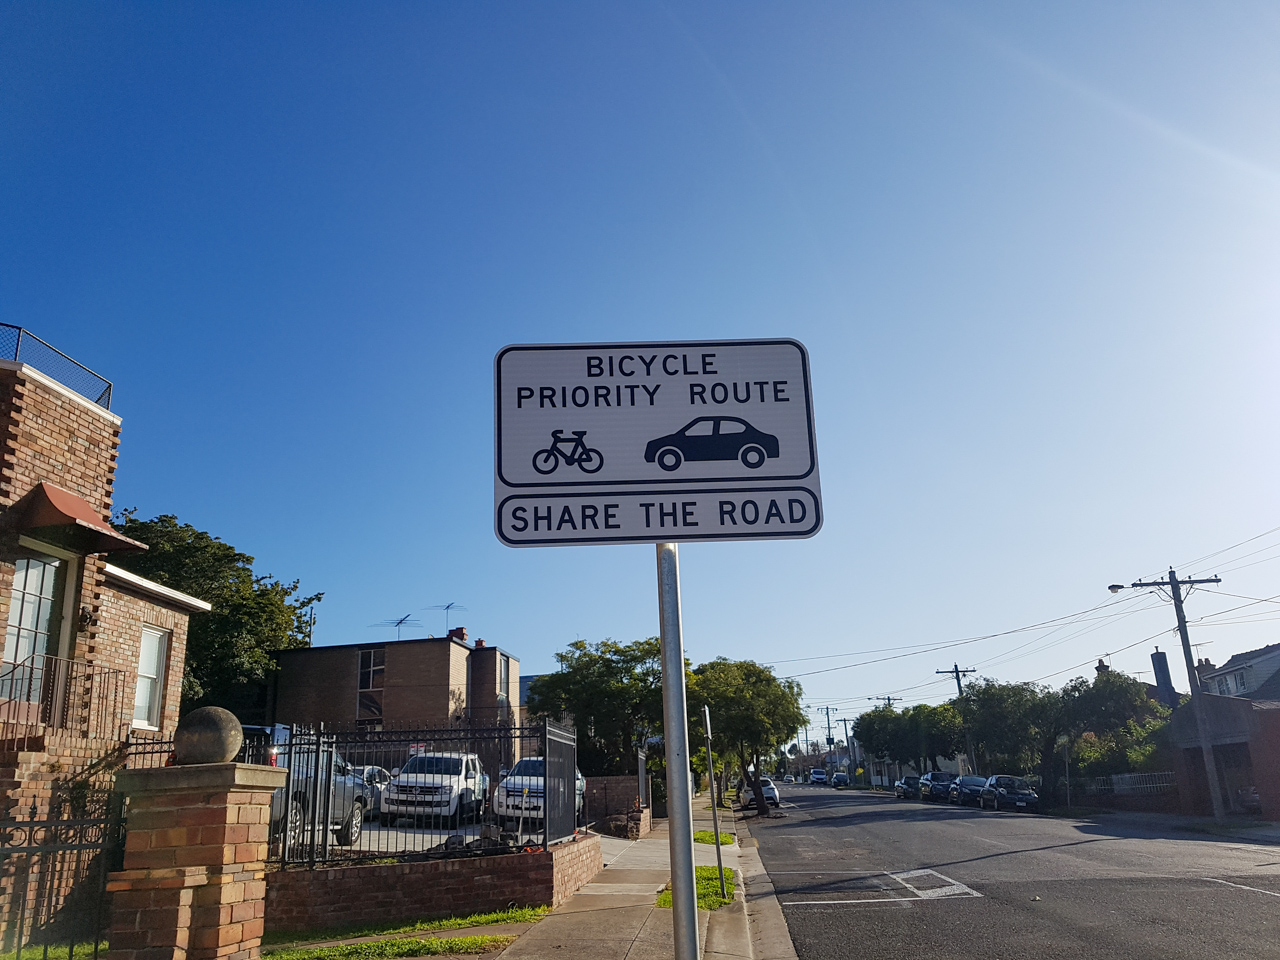 BICYCLE
PRIORITY ROUTE
SHARE THE ROAD